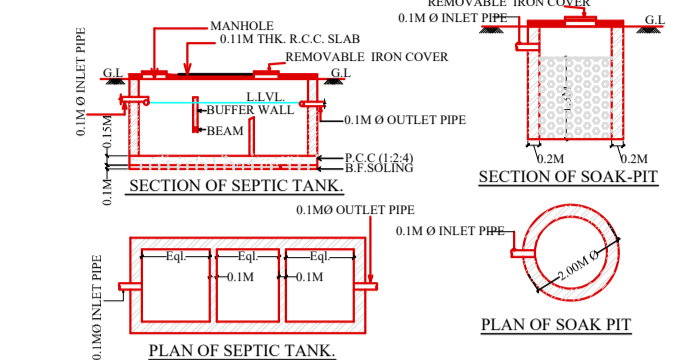 MANHOLE
0.11M THK. R.C.C. SLAB
REMOVABLE IRON COVER
G.L
G.L
0.1M Ø INLET PIPE
L.LVL.
BUFFER WALL
0.1M Ø OUTLET PIPE
BEAM
0.15M
P.C.C (1:2:4)
B.F.SOLING
0.1M
SECTION OF SEPTIC TANK.
REMOVABLE IRON COVER
0.1M Ø INLET PIPE
G.L
0.2M
0.2M
SECTION OF SOAK-PIT
0.1MØ OUTLET PIPE
Eql.
Eql.
Eql.
0.1M
0.1M
0.1MØ INLET PIPE
PLAN OF SEPTIC TANK.
0.1M Ø INLET PIPE
2.00M Ø
PLAN OF SOAK PIT